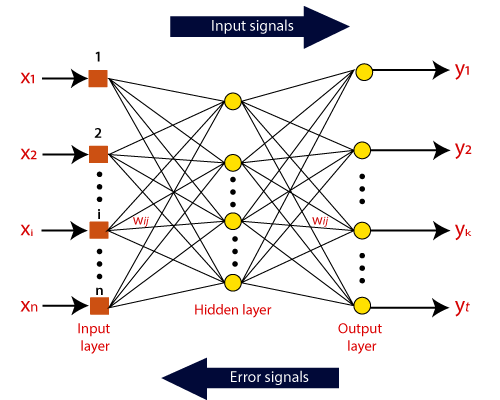 Input signals
1
x1
y1
2
x2
y2
i
xi
wij
wij
yk
n
xn
yt
Input
layer
Hidden layer
Output
layer
Error signals